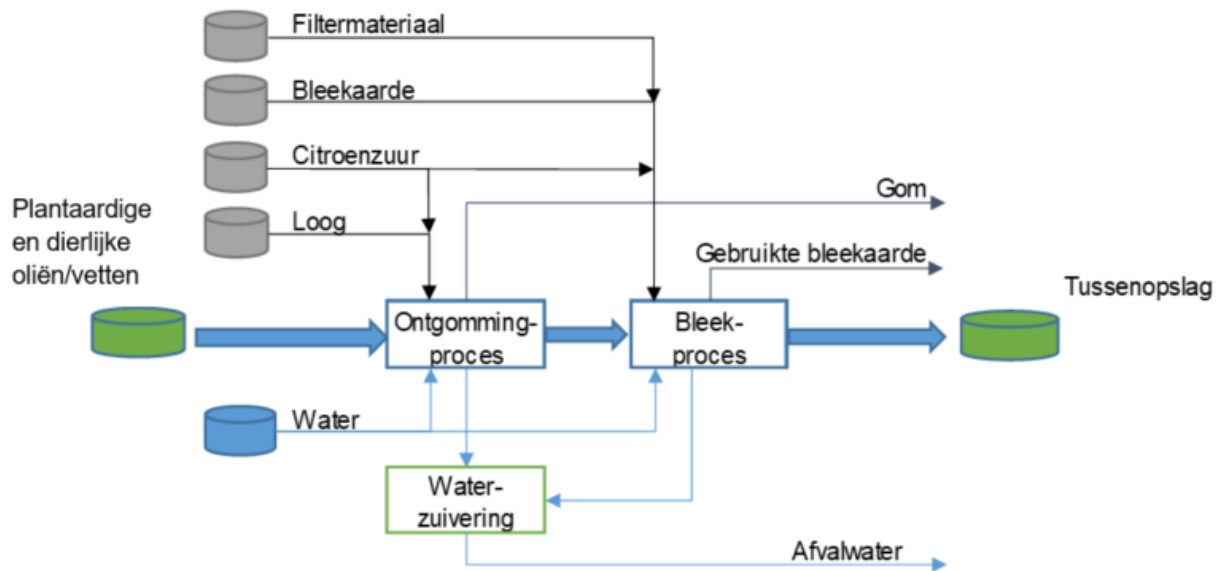 Filtermateriaal
Bleekaarde
Citroenzuur
Loog
Plantaardige
en dierlijke
oliën/vetten
Gom
Gebruikte bleekaarde
Tussenopslag
Ontgomming-
proces
Bleek-
proces
Water
Water-
zuivering
Afvalwater